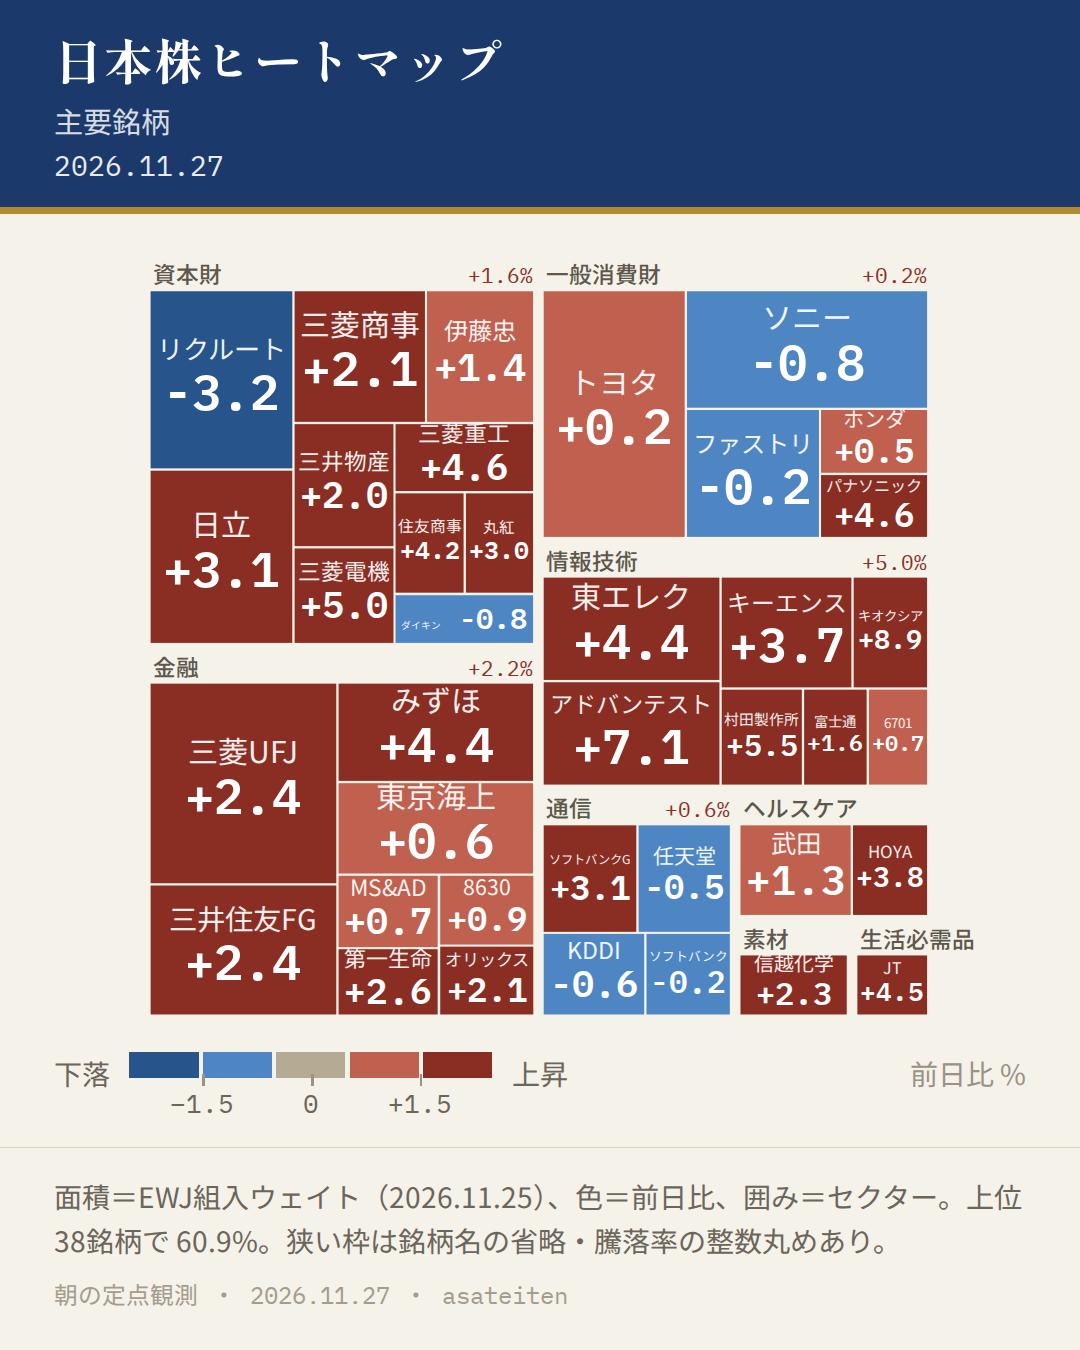 日本株ヒートマップ
主要銘柄
2026.11.27
資本財 +1.6%
リクルート
-3.2
三菱商事
+2.1
伊藤忠
+1.4
日立
+3.1
三井物産
+2.0
三菱重工
+4.6
住友商事
+4.2
丸紅
+3.0
三菱電機
+5.0
ダイキン -0.8
一般消費財 +0.2%
トヨタ
+0.2
ソニー
-0.8
ファストリ
-0.2
ホンダ
+0.5
パナソニック
+4.6
情報技術 +5.0%
東エレク
+4.4
キーエンス
+3.7
キオクシア
+8.9
アドバンテスト
+7.1
村田製作所
+5.5
富士通
+1.6
6701
+0.7
金融 +2.2%
三菱UFJ
+2.4
みずほ
+4.4
東京海上
+0.6
三井住友FG
+2.4
MS&AD
+0.7
8630
+0.9
第一生命
+2.6
オリックス
+2.1
通信 +0.6%
ソフトバンクG
+3.1
任天堂
-0.5
KDDI
-0.6
ソフトバンク
-0.2
ヘルスケア
武田
+1.3
HOYA
+3.8
素材
信越化学
+2.3
生活必需品
JT
+4.5
下落 上昇 前日比 %
−1.5 0 +1.5
面積＝EWJ組入ウェイト（2026.11.25）、色＝前日比、囲み＝セクター。上位
38銘柄で 60.9%。狭い枠は銘柄名の省略・騰落率の整数丸めあり。
朝の定点観測 ・ 2026.11.27 ・ asateiten